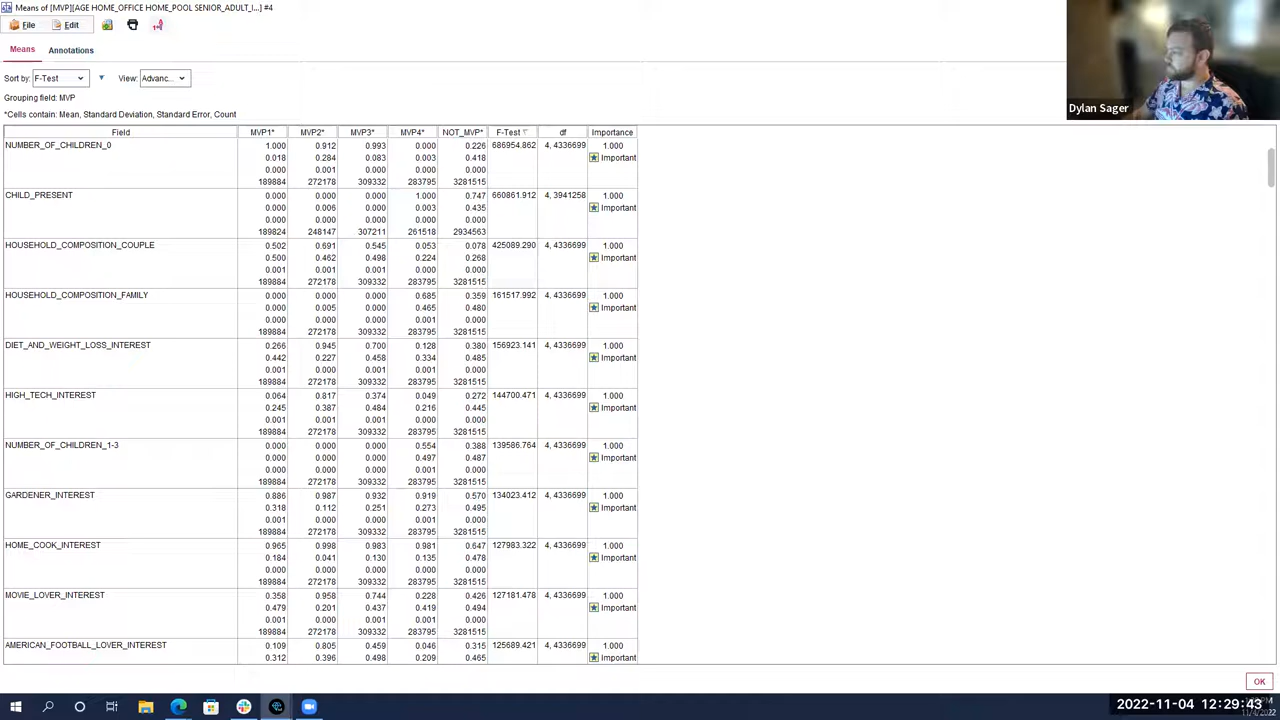 Means of [MVP][AGE HOME_OFFICE HOME_POOL SENIOR_ADULT_I...] #4
File Edit
Means Annotations
Sort by: F-Test View: Advanc...
Grouping field: MVP
*Cells contain: Mean, Standard Deviation, Standard Error, Count
Field MVP1* MVP2* MVP3* MVP4* NOT_MVP* F-Test df Importance
NUMBER_OF_CHILDREN_0 1.000 0.912 0.993 0.000 0.226 686954.862 4, 4336699 1.000
0.018 0.284 0.083 0.003 0.418 Important
0.000 0.001 0.000 0.000 0.000
189884 272178 309332 283795 3281515
CHILD_PRESENT 0.000 0.000 0.000 1.000 0.747 660861.912 4, 3941258 1.000
0.000 0.006 0.000 0.003 0.435 Important
0.000 0.000 0.000 0.000 0.000
189824 248147 307211 261518 2934563
HOUSEHOLD_COMPOSITION_COUPLE 0.502 0.691 0.545 0.053 0.078 425089.290 4, 4336699 1.000
0.500 0.462 0.498 0.224 0.268 Important
0.001 0.001 0.001 0.000 0.000
189884 272178 309332 283795 3281515
HOUSEHOLD_COMPOSITION_FAMILY 0.000 0.000 0.000 0.685 0.359 161517.992 4, 4336699 1.000
0.000 0.005 0.000 0.465 0.480 Important
0.000 0.000 0.000 0.001 0.000
189884 272178 309332 283795 3281515
DIET_AND_WEIGHT_LOSS_INTEREST 0.266 0.945 0.700 0.128 0.380 156923.141 4, 4336699 1.000
0.442 0.227 0.458 0.334 0.485 Important
0.001 0.000 0.001 0.001 0.000
189884 272178 309332 283795 3281515
HIGH_TECH_INTEREST 0.064 0.817 0.374 0.049 0.272 144700.471 4, 4336699 1.000
0.245 0.387 0.484 0.216 0.445 Important
0.001 0.001 0.001 0.000 0.000
189884 272178 309332 283795 3281515
NUMBER_OF_CHILDREN_1-3 0.000 0.000 0.000 0.554 0.388 139586.764 4, 4336699 1.000
0.000 0.000 0.000 0.497 0.487 Important
0.000 0.000 0.000 0.001 0.000
189884 272178 309332 283795 3281515
GARDENER_INTEREST 0.886 0.987 0.932 0.919 0.570 134023.412 4, 4336699 1.000
0.318 0.112 0.251 0.273 0.495 Important
0.001 0.000 0.000 0.001 0.000
189884 272178 309332 283795 3281515
HOME_COOK_INTEREST 0.965 0.998 0.983 0.981 0.647 127983.322 4, 4336699 1.000
0.184 0.041 0.130 0.135 0.478 Important
0.000 0.000 0.000 0.000 0.000
189884 272178 309332 283795 3281515
MOVIE_LOVER_INTEREST 0.358 0.958 0.744 0.228 0.426 127181.478 4, 4336699 1.000
0.479 0.201 0.437 0.419 0.494 Important
0.001 0.000 0.001 0.001 0.000
189884 272178 309332 283795 3281515
AMERICAN_FOOTBALL_LOVER_INTEREST 0.109 0.805 0.459 0.046 0.315 125689.421 4, 4336699 1.000
0.312 0.396 0.498 0.209 0.465 Important
Dylan Sager
OK
2022-11-04 12:29:43